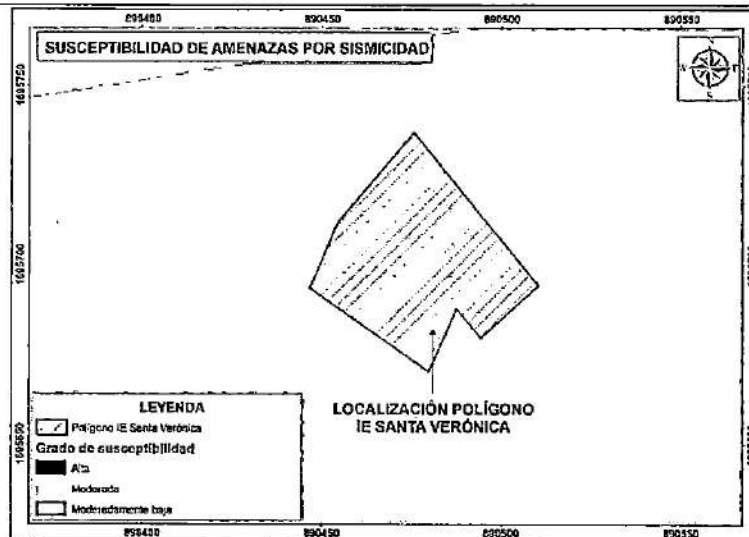 890400 890450 890500 890550
SUSCEPTIBILIDAD DE AMENAZAS POR SISMICIDAD
N
W E
S
1695750
1695700
1695650
LOCALIZACIÓN POLÍGONO
IE SANTA VERÓNICA
LEYENDA
Polígono IE Santa Verónica
Grado de susceptibilidad
Alta
Moderada
Moderadamente baja
890400 890450 890500 890550